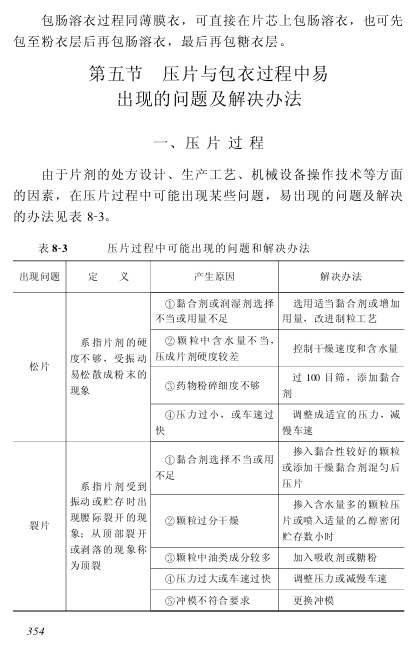 包肠溶衣过程同薄膜衣，可直接在片芯上包肠溶衣，也可先
包至粉衣层后再包肠溶衣，最后再包糖衣层。
第五节　压片与包衣过程中易
出现的问题及解决办法
一、压 片 过 程
由于片剂的处方设计、生产工艺、机械设备操作技术等方面
的因素，在压片过程中可能出现某些问题，易出现的问题及解决
的办法见表 8-3。
表 8-3　压片过程中可能出现的问题和解决办法
出现问题　定　义　产生原因　解决办法
松片
系指片剂的硬
度不够，受振动
易松散成粉末的
现象
①黏合剂或润湿剂选择
不当或用量不足
选用适当黏合剂或增加
用量，改进制粒工艺
②颗粒中含水量不当，
压成片剂硬度较差
控制干燥速度和含水量
③药物粉碎细度不够
过 100 目筛，添加黏合
剂
④压力过小，或车速过
快
调整成适宜的压力，减
慢车速
裂片
系指片剂受到
振动或贮存时出
现腰际裂开的现
象；从顶部裂开
或剥落的现象称
为顶裂
①黏合剂选择不当或用
不足
掺入黏合性较好的颗粒
或添加干燥黏合剂混匀后
压片
②颗粒过分干燥
掺入含水量多的颗粒压
片或喷入适量的乙醇密闭
贮存数小时
③颗粒中油类成分较多
加入吸收剂或糖粉
④压力过大或车速过快
调整压力或减慢车速
⑤冲模不符合要求
更换冲模
354